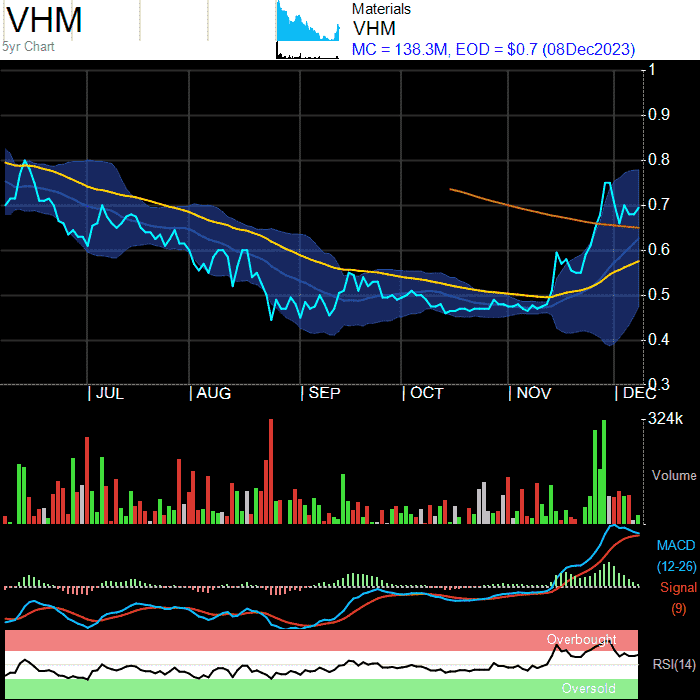 VHM
5yr Chart
Materials
VHM
MC = 138.3M, EOD = $0.7 (08Dec2023)
1
0.9
0.8
0.7
0.6
0.5
0.4
0.3
JUL AUG SEP OCT NOV DEC
324k
Volume
MACD
(12-26)
Signal
(9)
Overbought
RSI(14)
Oversold